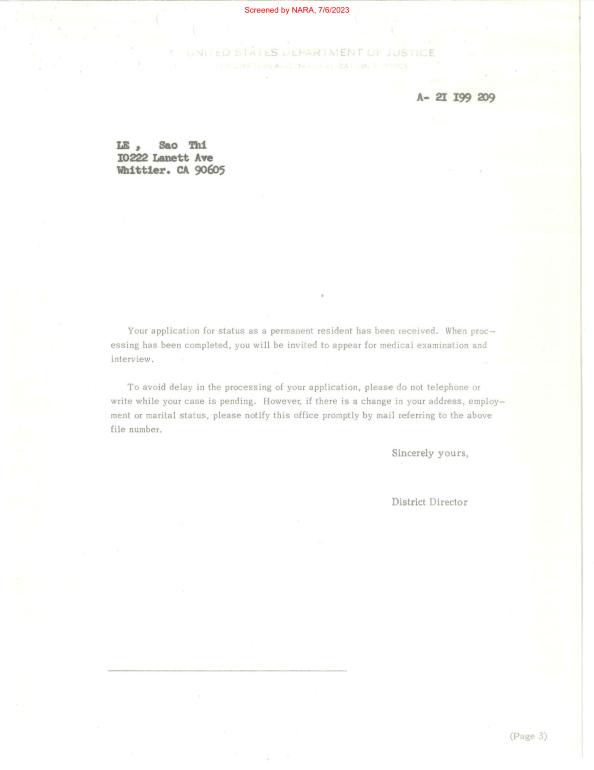 Screened by NARA, 7/6/2023
UNITED STATES DEPARTMENT OF JUSTICE
IMMIGRATION AND NATURALIZATION SERVICE
A- 2I I99 209
LE , Sao Thi
I0222 Lanett Ave
Whittier. CA 90605
Your application for status as a permanent resident has been received. When proc-
essing has been completed, you will be invited to appear for medical examination and
interview.
To avoid delay in the processing of your application, please do not telephone or
write while your case is pending. However, if there is a change in your address, employ-
ment or marital status, please notify this office promptly by mail referring to the above
file number.
Sincerely yours,
District Director
(Page 3)